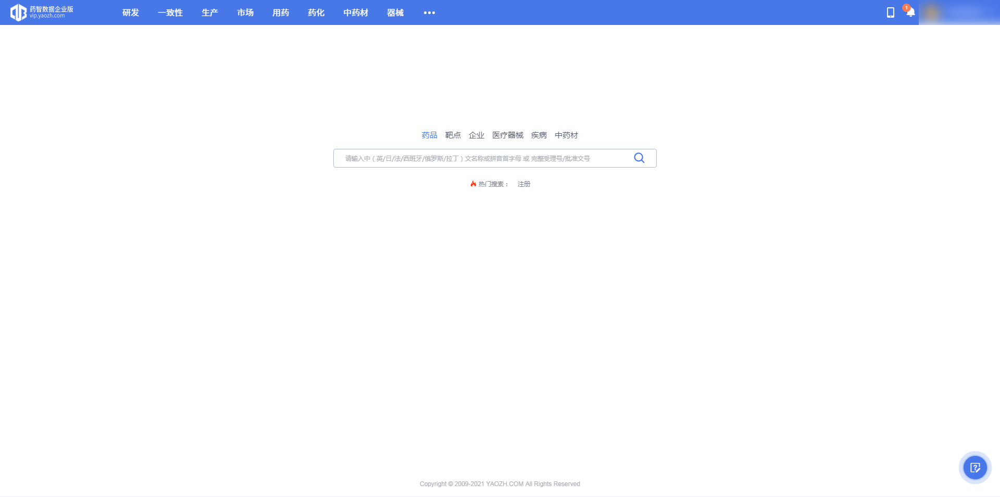 药智数据企业版
vip.yaozh.com
研发 一致性 生产 市场 用药 药化 中药材 器械 •••
1
药品 靶点 企业 医疗器械 疾病 中药材
请输入中 ( 英/日/法/西班牙/俄罗斯/拉丁 ) 文名称或拼音首字母 或 完整受理号/批准文号
热门搜索： 注册
Copyright © 2009-2021 YAOZH.COM All Rights Reserved